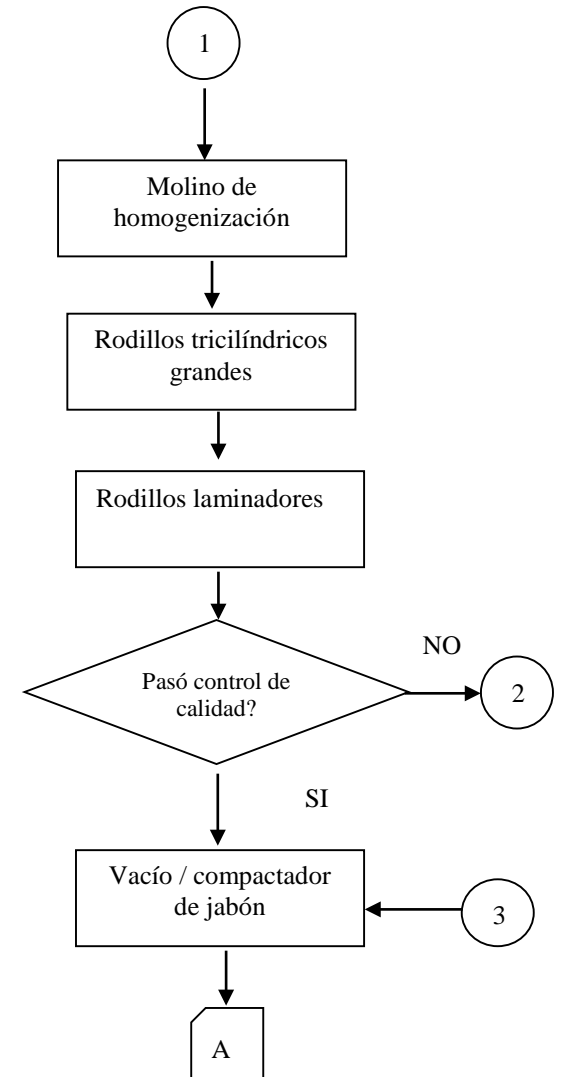 1
Molino de
homogenización
Rodillos tricilíndricos
grandes
Rodillos laminadores
NO
Pasó control de
calidad?
2
SI
Vacío / compactador
de jabón
3
A